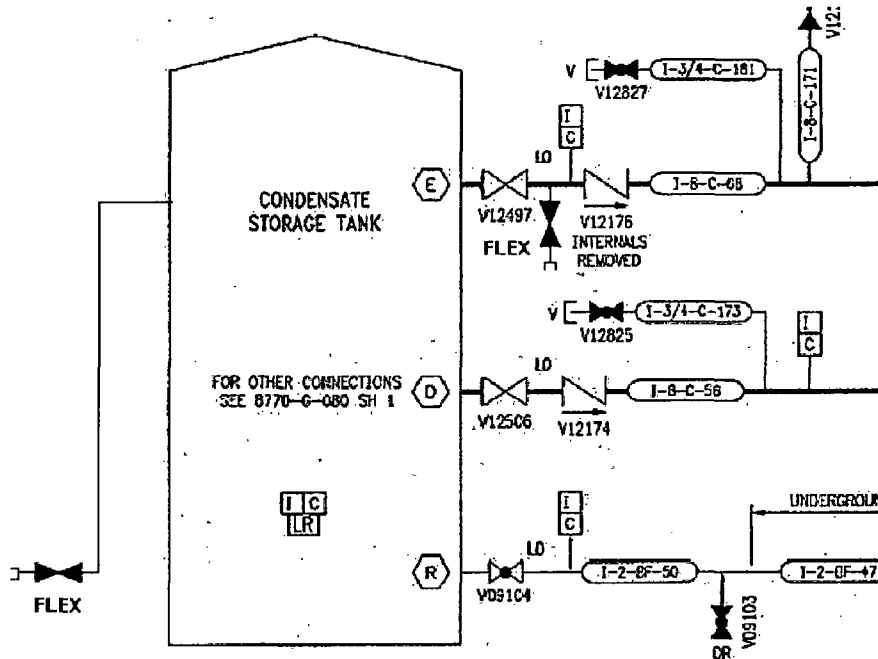 V12
V
V12827
I-3/4-C-181
I-8-C-171
I
C
LO
E
V12497
FLEX
V12176
INTERNALS
REMOVED
I-8-C-68
CONDENSATE
STORAGE TANK
V
V12825
I-3/4-C-173
I
C
LO
FOR OTHER CONNECTIONS
SEE 8770-G-080 SH 1
D
V12506
V12174
I-8-C-56
I C
LR
I
C
LO
UNDERGROUN
R
V09104
I-2-BF-50
I-2-BF-47
V09103
DR
FLEX